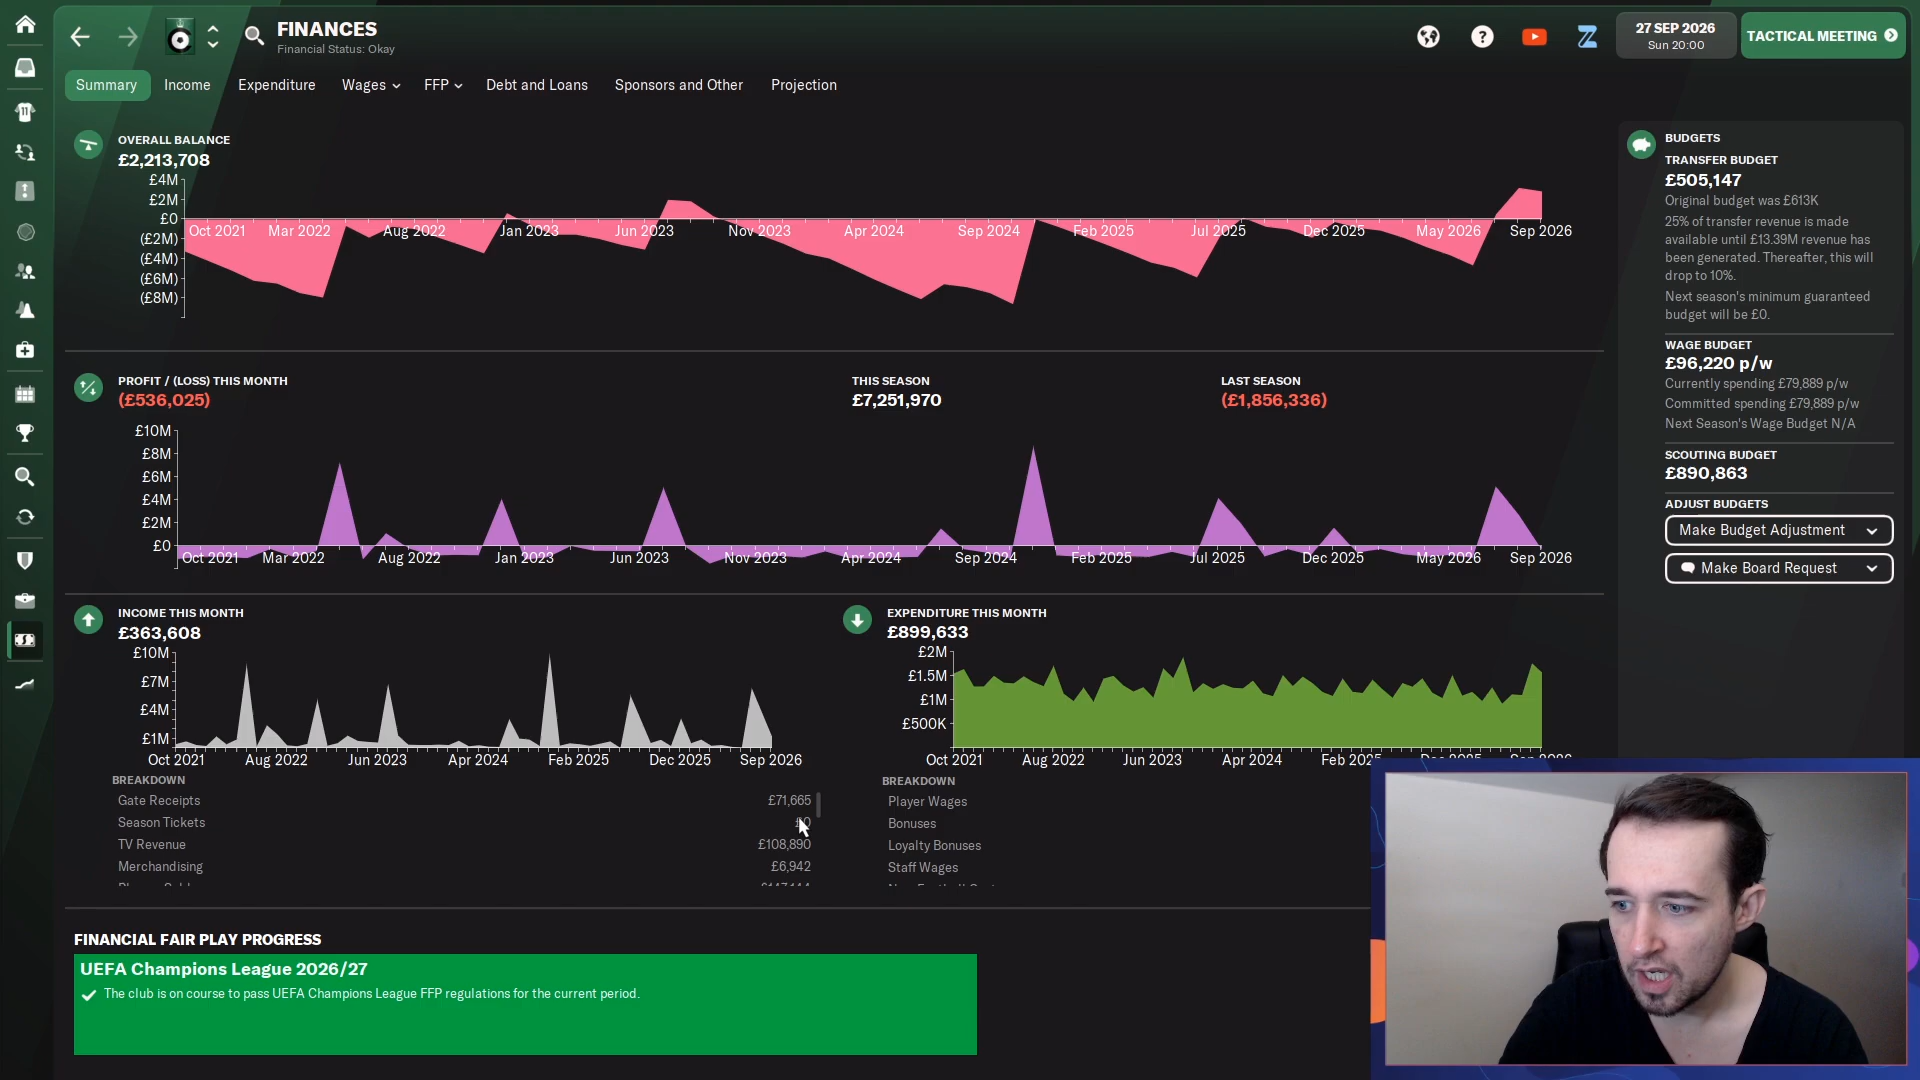 FINANCES
Financial Status: Okay
27 SEP 2026
Sun 20:00
TACTICAL MEETING
Summary
Income
Expenditure
Wages
FFP
Debt and Loans
Sponsors and Other
Projection
OVERALL BALANCE
£2,213,708
£4M
£2M
£0
(£2M)
(£4M)
(£6M)
(£8M)
Oct 2021 Mar 2022 Aug 2022 Jan 2023 Jun 2023 Nov 2023 Apr 2024 Sep 2024 Feb 2025 Jul 2025 Dec 2025 May 2026 Sep 2026
PROFIT / (LOSS) THIS MONTH
(£536,025)
THIS SEASON
£7,251,970
LAST SEASON
(£1,856,336)
£10M
£8M
£6M
£4M
£2M
£0
Oct 2021 Mar 2022 Aug 2022 Jan 2023 Jun 2023 Nov 2023 Apr 2024 Sep 2024 Feb 2025 Jul 2025 Dec 2025 May 2026 Sep 2026
INCOME THIS MONTH
£363,608
£10M
£7M
£4M
£1M
Oct 2021 Aug 2022 Jun 2023 Apr 2024 Feb 2025 Dec 2025 Sep 2026
BREAKDOWN
Gate Receipts £71,665
Season Tickets £0
TV Revenue £108,890
Merchandising £6,942
EXPENDITURE THIS MONTH
£899,633
£2M
£1.5M
£1M
£500K
Oct 2021 Aug 2022 Jun 2023 Apr 2024
BREAKDOWN
Player Wages
Bonuses
Loyalty Bonuses
Staff Wages
FINANCIAL FAIR PLAY PROGRESS
UEFA Champions League 2026/27
The club is on course to pass UEFA Champions League FFP regulations for the current period.
BUDGETS
TRANSFER BUDGET
£505,147
Original budget was £613K
25% of transfer revenue is made
available until £13.39M revenue has
been generated. Thereafter, this will
drop to 10%.
Next season's minimum guaranteed
budget will be £0.
WAGE BUDGET
£96,220 p/w
Currently spending £79,889 p/w
Committed spending £79,889 p/w
Next Season's Wage Budget N/A
SCOUTING BUDGET
£890,863
ADJUST BUDGETS
Make Budget Adjustment
Make Board Request